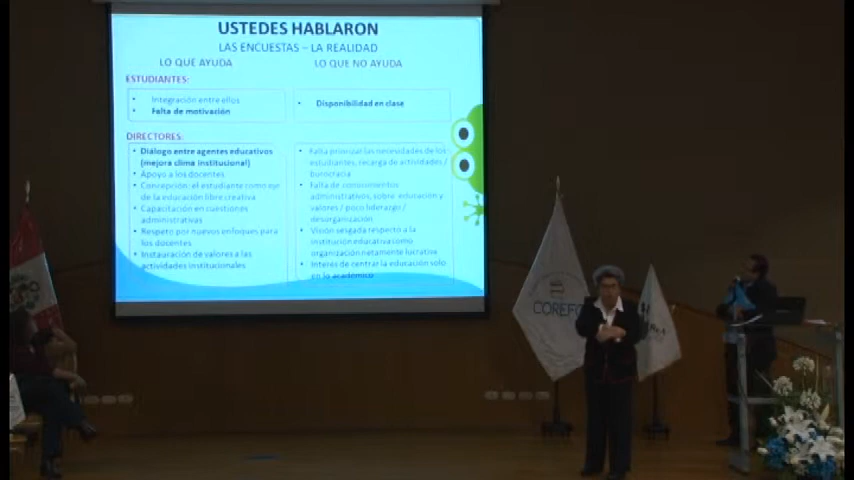 USTEDES HABLARON
LAS ENCUESTAS – LA REALIDAD
LO QUE AYUDA
LO QUE NO AYUDA
ESTUDIANTES:
• Integración entre ellos
• Falta de motivación
• Disponibilidad en clase
DIRECTORES:
• Diálogo entre agentes educativos
(mejora clima institucional)
• Apoyo a los docentes
• Concepción: el estudiante como eje
de la educación libre creativa
• Capacitación en cuestiones
administrativas
• Respeto por nuevos enfoques para
los docentes
• Instauración de valores a las
actividades institucionales
• Falta priorizar las necesidades de los
estudiantes, recarga de actividades /
burocracia
• Falta de conocimientos
administrativos, sobre educación y
valores / poco liderazgo /
desorganización
• Visión sesgada respecto a la
institución educativa como
organización netamente lucrativa
• Interés de centrar la educación solo
en lo académico
COREFO